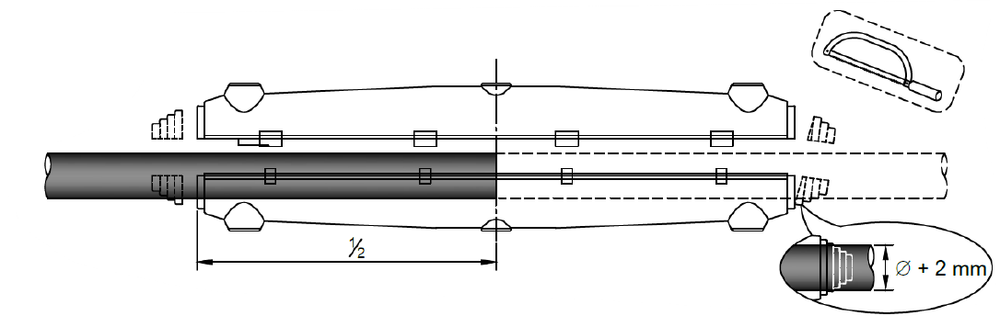 ½
∅ + 2 mm